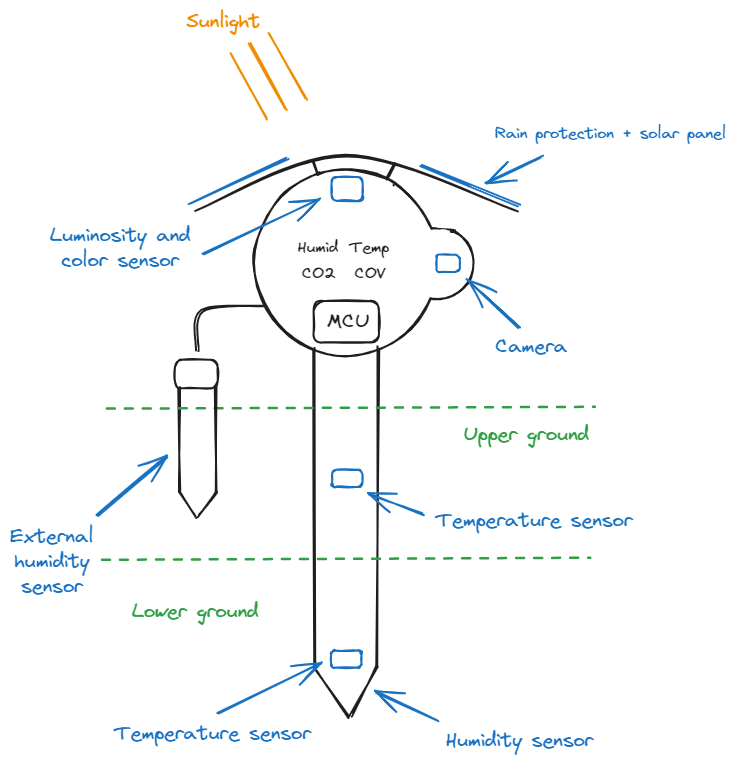 Sunlight
Rain protection + solar panel
Luminosity and
color sensor
Humid Temp
CO2 COV
MCU
Camera
Upper ground
Temperature sensor
External
humidity
sensor
Lower ground
Temperature sensor
Humidity sensor